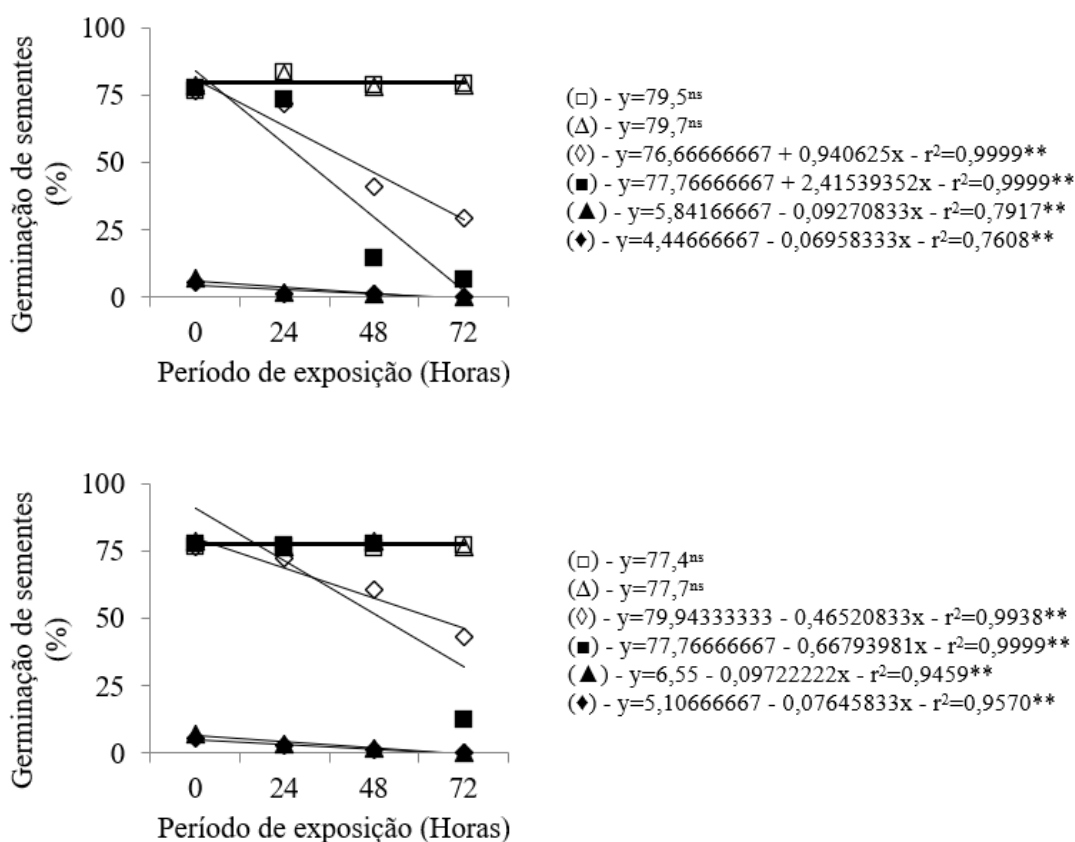 100
75
50
25
0
Germinação de sementes
(%)
0 24 48 72
Período de exposição (Horas)
(□) - y=79,5ⁿˢ
(Δ) - y=79,7ⁿˢ
(◊) - y=76,66666667 + 0,940625x - r²=0,9999**
(■) - y=77,76666667 + 2,41539352x - r²=0,9999**
(▲) - y=5,84166667 - 0,09270833x - r²=0,7917**
(♦) - y=4,44666667 - 0,06958333x - r²=0,7608**
100
75
50
25
0
Germinação de sementes
(%)
0 24 48 72
Período de exposição (Horas)
(□) - y=77,4ⁿˢ
(Δ) - y=77,7ⁿˢ
(◊) - y=79,94333333 - 0,46520833x - r²=0,9938**
(■) - y=77,76666667 - 0,66793981x - r²=0,9999**
(▲) - y=6,55 - 0,09722222x - r²=0,9459**
(♦) - y=5,10666667 - 0,07645833x - r²=0,9570**